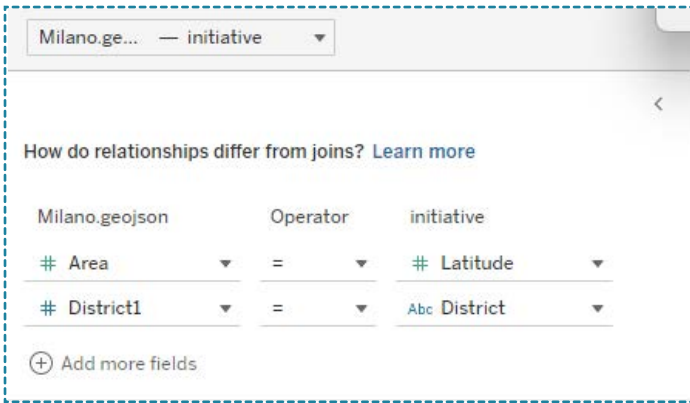 Milano.ge... — initiative
How do relationships differ from joins? Learn more
Milano.geojson Operator initiative
# Area = # Latitude
# District1 = Abc District
Add more fields